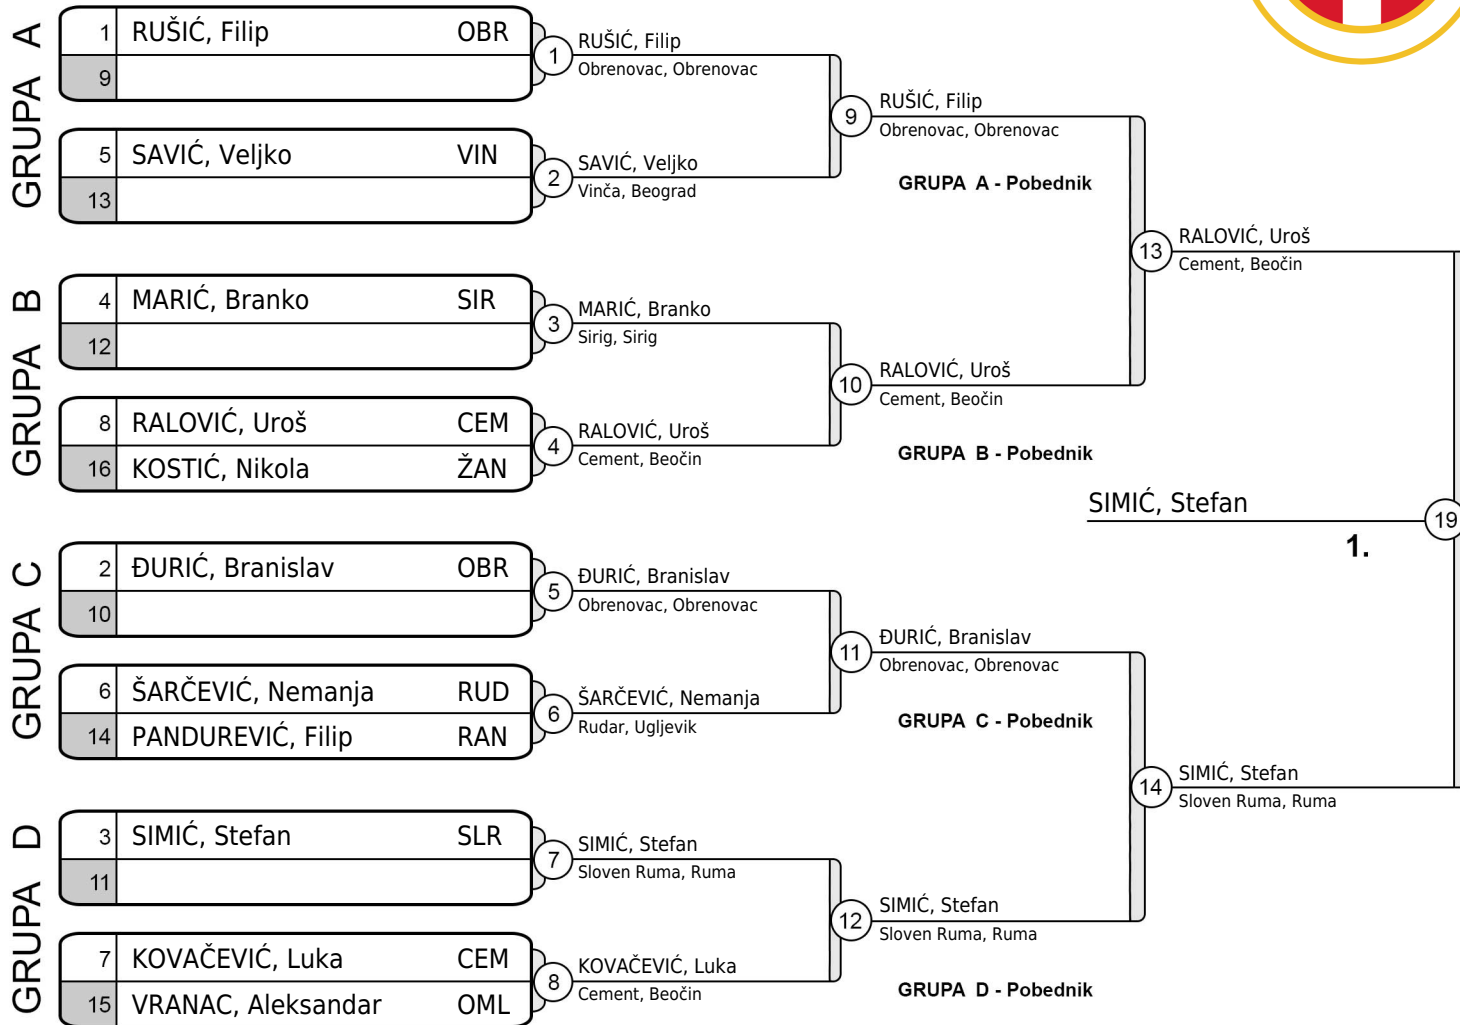 GRUPA A
1 RUŠIĆ, Filip OBR
9
5 SAVIĆ, Veljko VIN
13
GRUPA B
4 MARIĆ, Branko SIR
12
8 RALOVIĆ, Uroš CEM
16 KOSTIĆ, Nikola ŽAN
GRUPA C
2 ĐURIĆ, Branislav OBR
10
6 ŠARČEVIĆ, Nemanja RUD
14 PANDUREVIĆ, Filip RAN
GRUPA D
3 SIMIĆ, Stefan SLR
11
7 KOVAČEVIĆ, Luka CEM
15 VRANAC, Aleksandar OML
1 RUŠIĆ, Filip
Obrenovac, Obrenovac
2 SAVIĆ, Veljko
Vinča, Beograd
3 MARIĆ, Branko
Sirig, Sirig
4 RALOVIĆ, Uroš
Cement, Beočin
5 ĐURIĆ, Branislav
Obrenovac, Obrenovac
6 ŠARČEVIĆ, Nemanja
Rudar, Ugljevik
7 SIMIĆ, Stefan
Sloven Ruma, Ruma
8 KOVAČEVIĆ, Luka
Cement, Beočin
9 RUŠIĆ, Filip
Obrenovac, Obrenovac
GRUPA A - Pobednik
10 RALOVIĆ, Uroš
Cement, Beočin
GRUPA B - Pobednik
11 ĐURIĆ, Branislav
Obrenovac, Obrenovac
GRUPA C - Pobednik
12 SIMIĆ, Stefan
Sloven Ruma, Ruma
GRUPA D - Pobednik
13 RALOVIĆ, Uroš
Cement, Beočin
14 SIMIĆ, Stefan
Sloven Ruma, Ruma
SIMIĆ, Stefan 19
1.